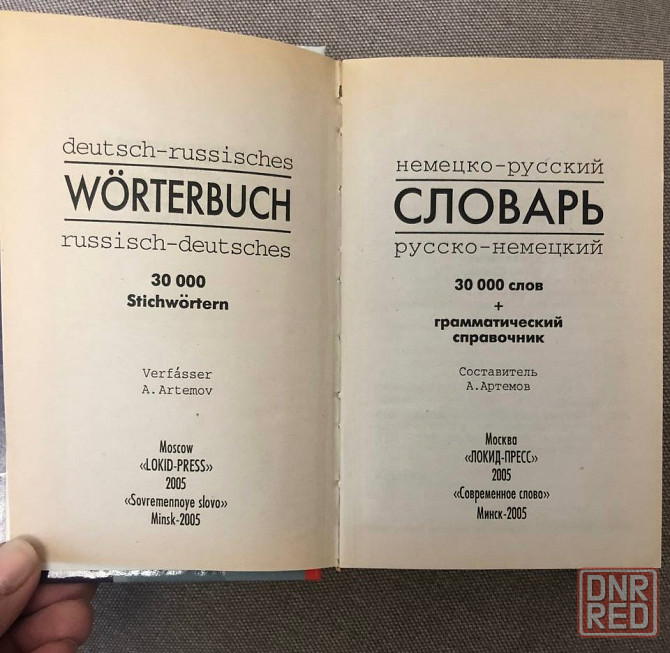 deutsch-russisches
WÖRTERBUCH
russisch-deutsches
30 000
Stichwörtern
Verfásser
A.Artemov
Moscow
«LOKID-PRESS»
2005
«Sovremennoye slovo»
Minsk-2005
немецко-русский
СЛОВАРЬ
русско-немецкий
30 000 слов
+
грамматический
справочник
Составитель
А.Артемов
Москва
«ЛОКИД-ПРЕСС»
2005
«Современное слово»
Минск-2005
DNR
RED